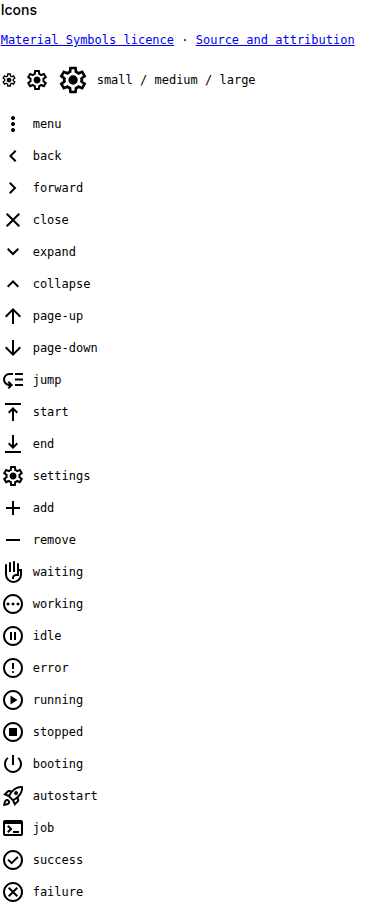 Icons
Material Symbols licence · Source and attribution
small / medium / large
menu
back
forward
close
expand
collapse
page-up
page-down
jump
start
end
settings
add
remove
waiting
working
idle
error
running
stopped
booting
autostart
job
success
failure